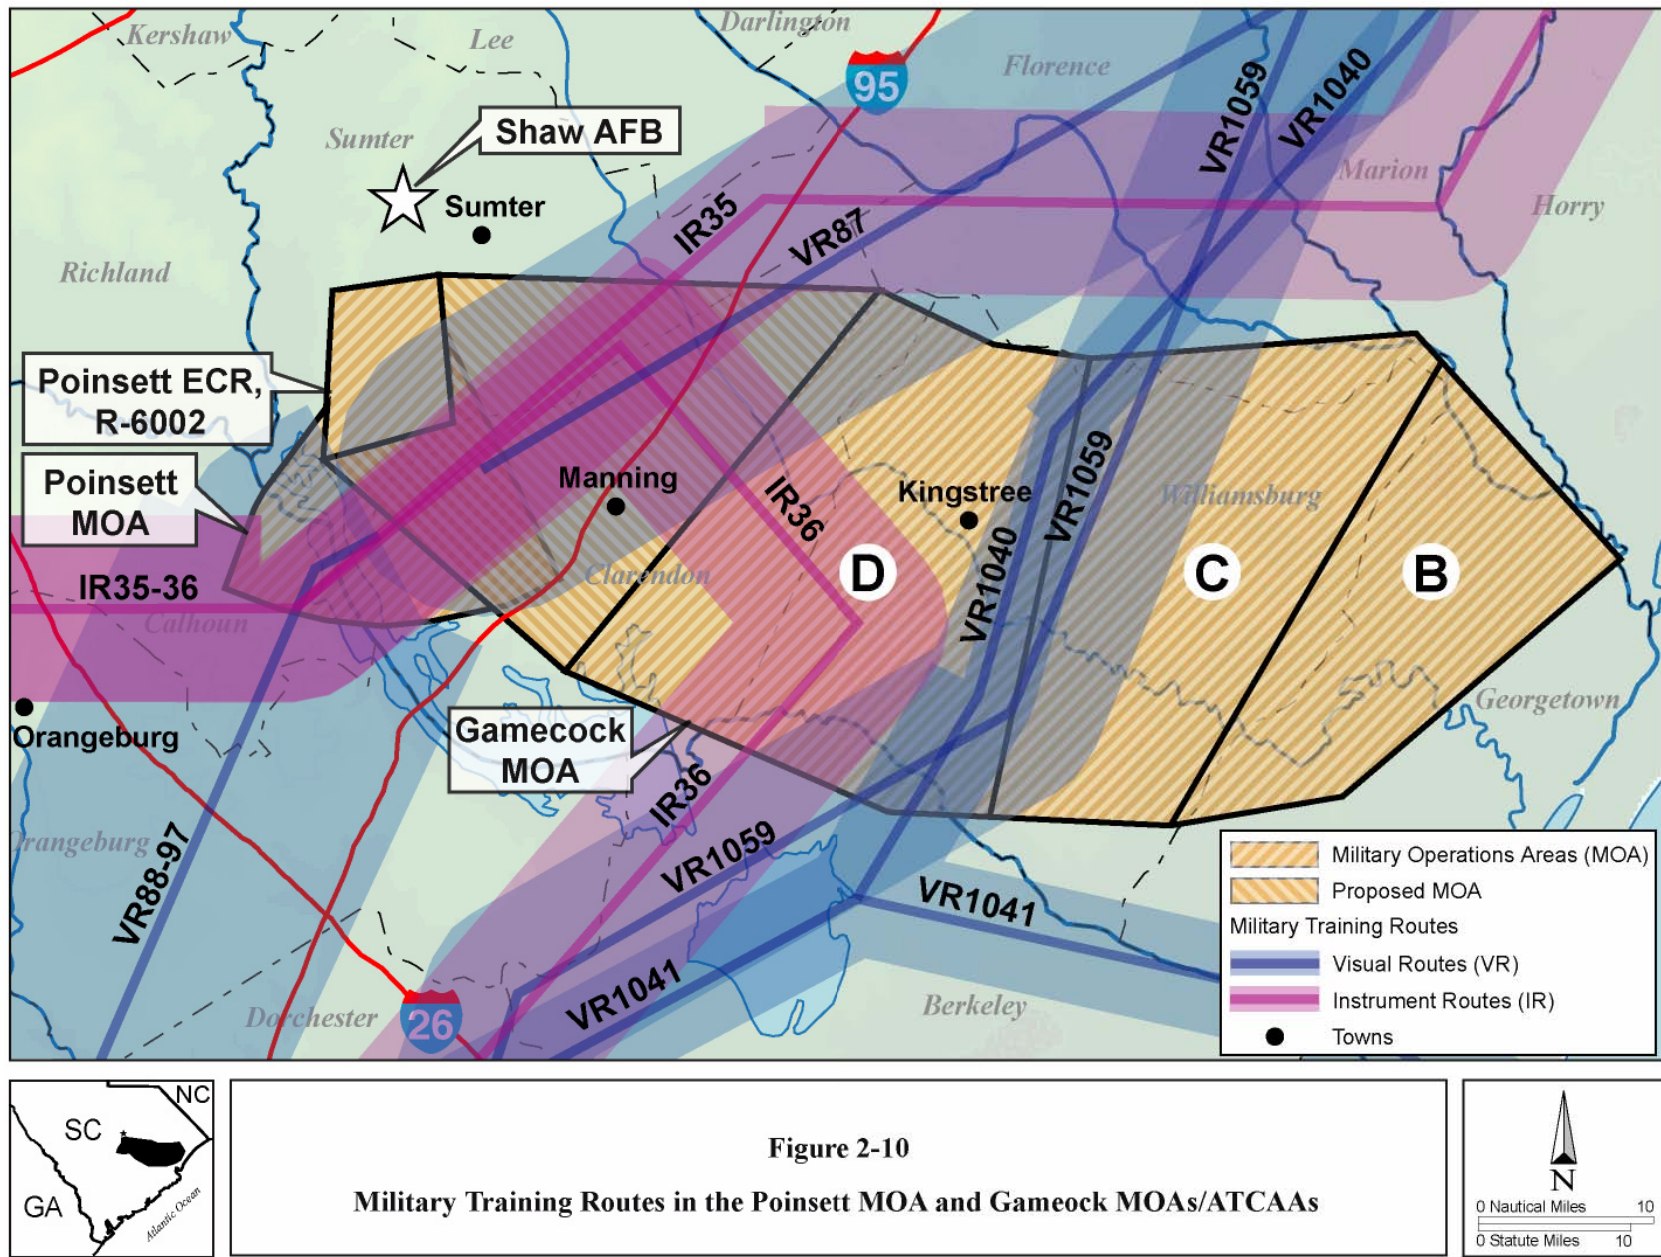 Kershaw
Lee
Darlington
Florence
95
VR1059
VR1040
Shaw AFB
Sumter
Sumter
Marion
Horry
IR35
VR87
Richland
Poinsett ECR,
R-6002
Poinsett
MOA
Manning
IR36
Kingstree
VR1059
Williamsburg
VR1040
Clarendon
D
C
B
IR35-36
Calhoun
Orangeburg
Gamecock
MOA
Georgetown
IR36
VR1059
Orangeburg
VR88-97
VR1041
VR1041
Dorchester
26
Berkeley
Military Operations Areas (MOA)
Proposed MOA
Military Training Routes
Visual Routes (VR)
Instrument Routes (IR)
Towns
NC
SC
GA
Atlantic Ocean
Figure 2-10
Military Training Routes in the Poinsett MOA and Gameock MOAs/ATCAAs
N
0 Nautical Miles 10
0 Statute Miles 10